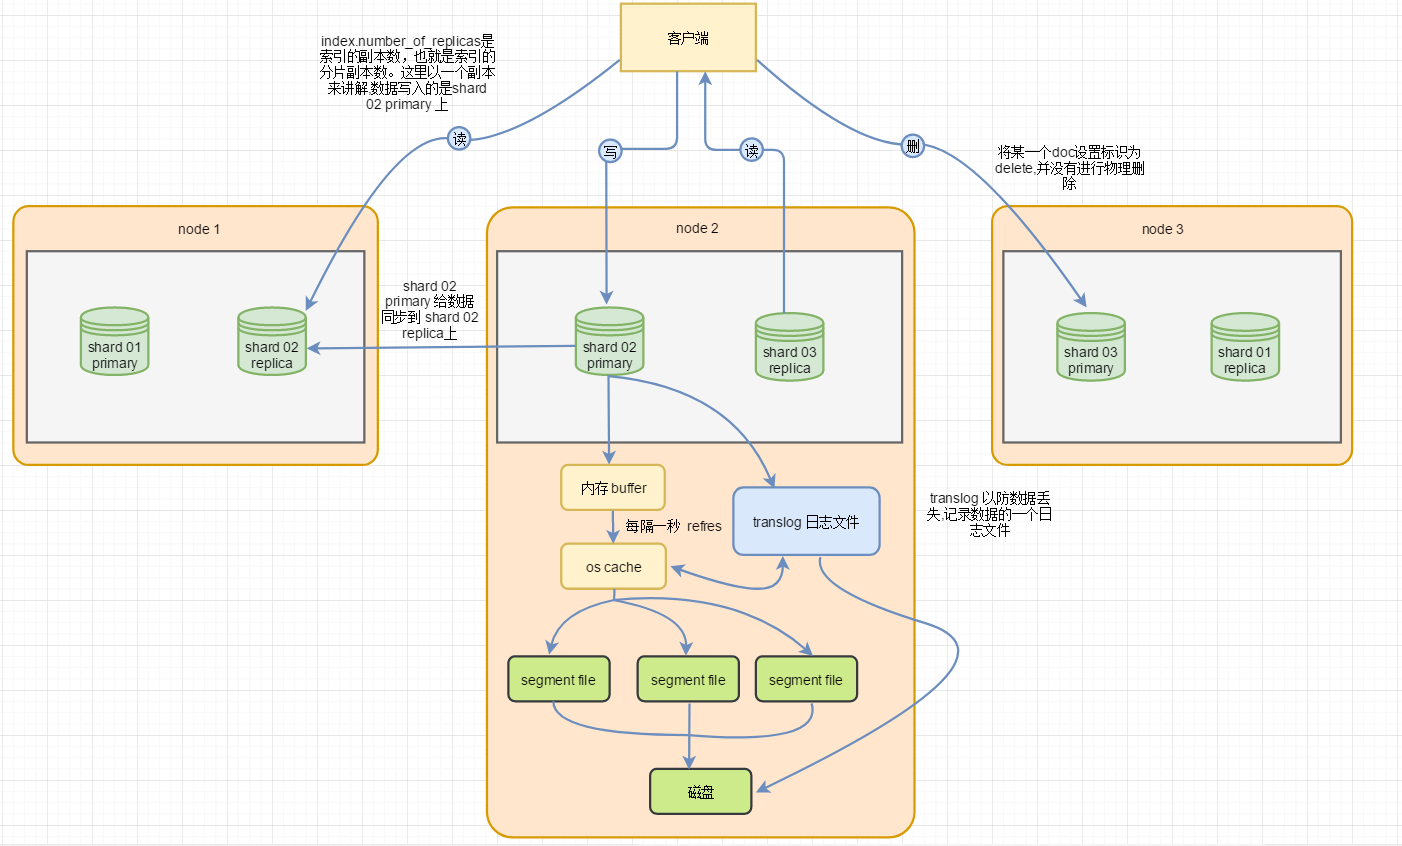 客户端
index.number_of_replicas是
索引的副本数，也就是索引的
分片副本数。这里以一个副本
来讲解,数据写入的是shard
02 primary 上
读
写
读
删
将某一个doc设置标识为
delete,并没有进行物理删
除
node 1
node 2
node 3
shard 01
primary
shard 02
replica
shard 02
primary 给数据
同步到 shard 02
replica上
shard 02
primary
shard 03
replica
shard 03
primary
shard 01
replica
内存 buffer
每隔一秒 refres
os cache
translog 日志文件
translog 以防数据丢
失,记录数据的一个日
志文件
segment file
segment file
segment file
磁盘